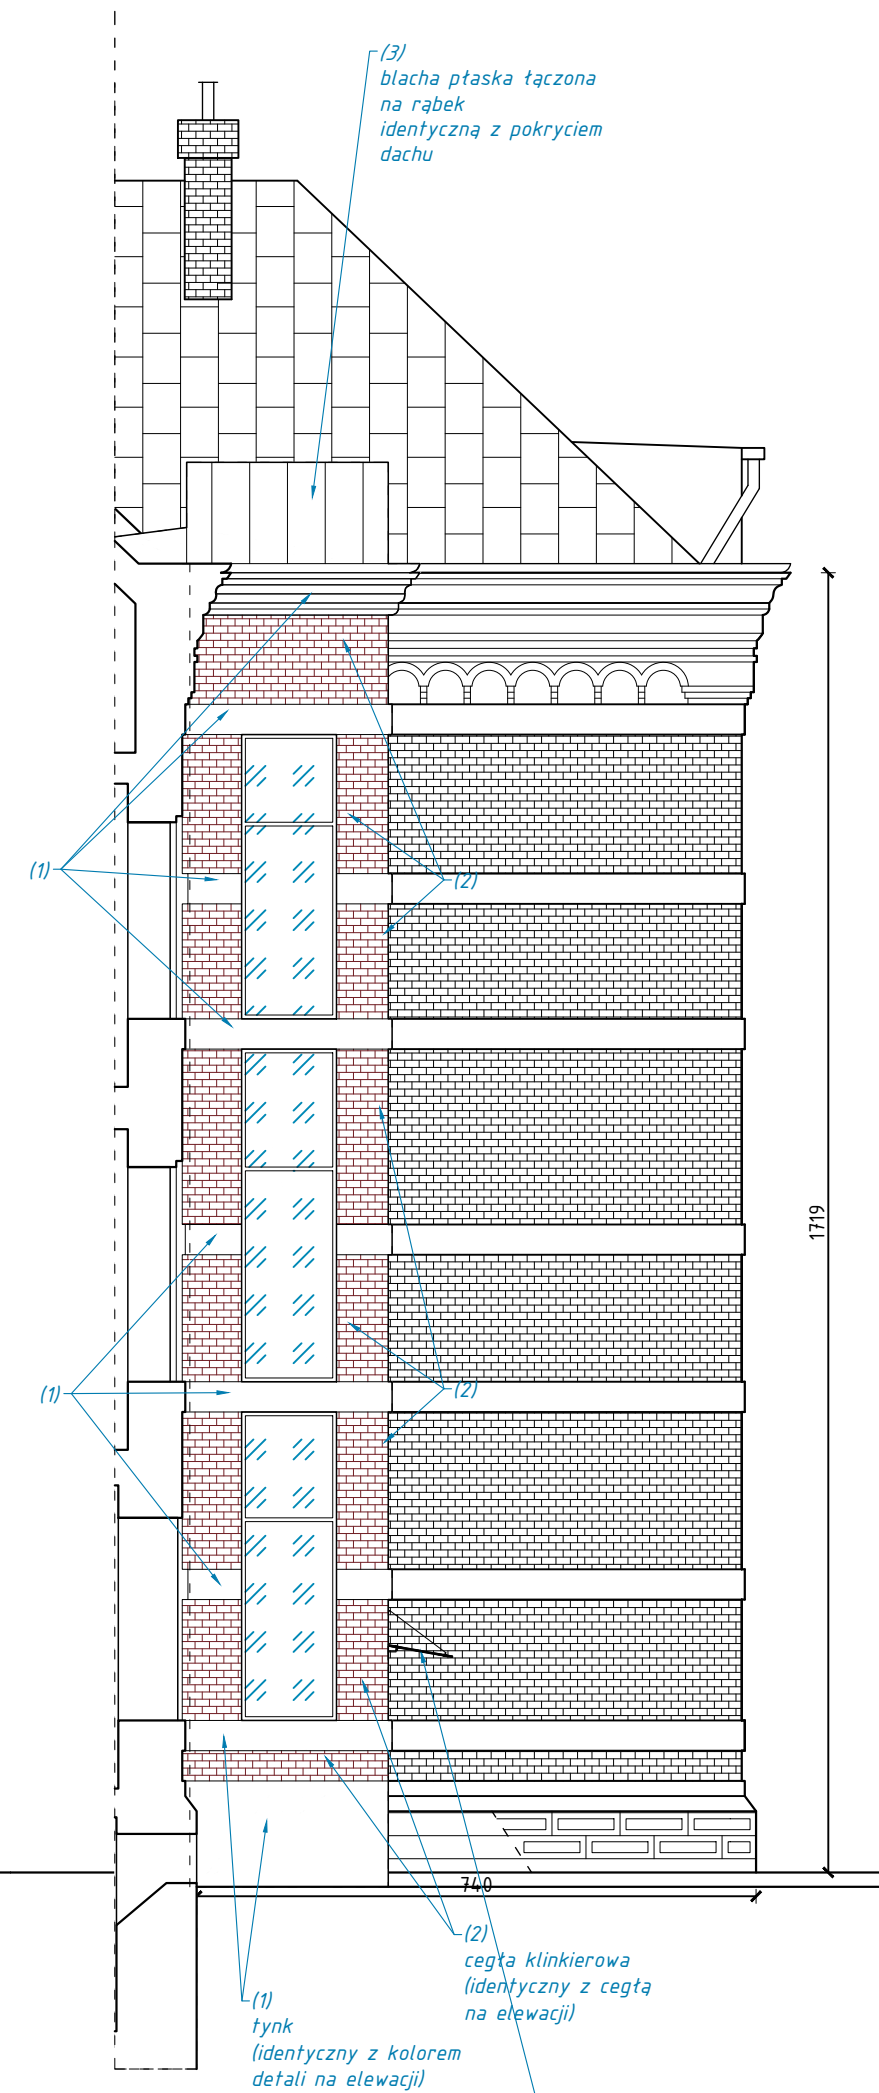 (3)
blacha płaska łączona
na rąbek
identyczną z pokryciem
dachu
(1)
(2)
1719
(1)
(2)
740
(2)
cegła klinkierowa
(identyczny z cegłą
na elewacji)
(1)
tynk
(identyczny z kolorem
detali na elewacji)